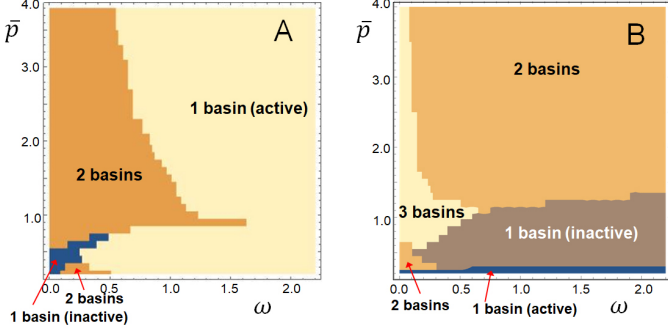 4.0
p̄
A
3.0
1 basin (active)
2.0
2 basins
1.0
0.0
0.5
1.0
1.5
2.0
ω
2 basins
1 basin (inactive)
4.0
p̄
B
3.0
2 basins
2.0
1.0
3 basins
1 basin (inactive)
0.0
0.5
1.0
1.5
2.0
ω
2 basins
1 basin (active)